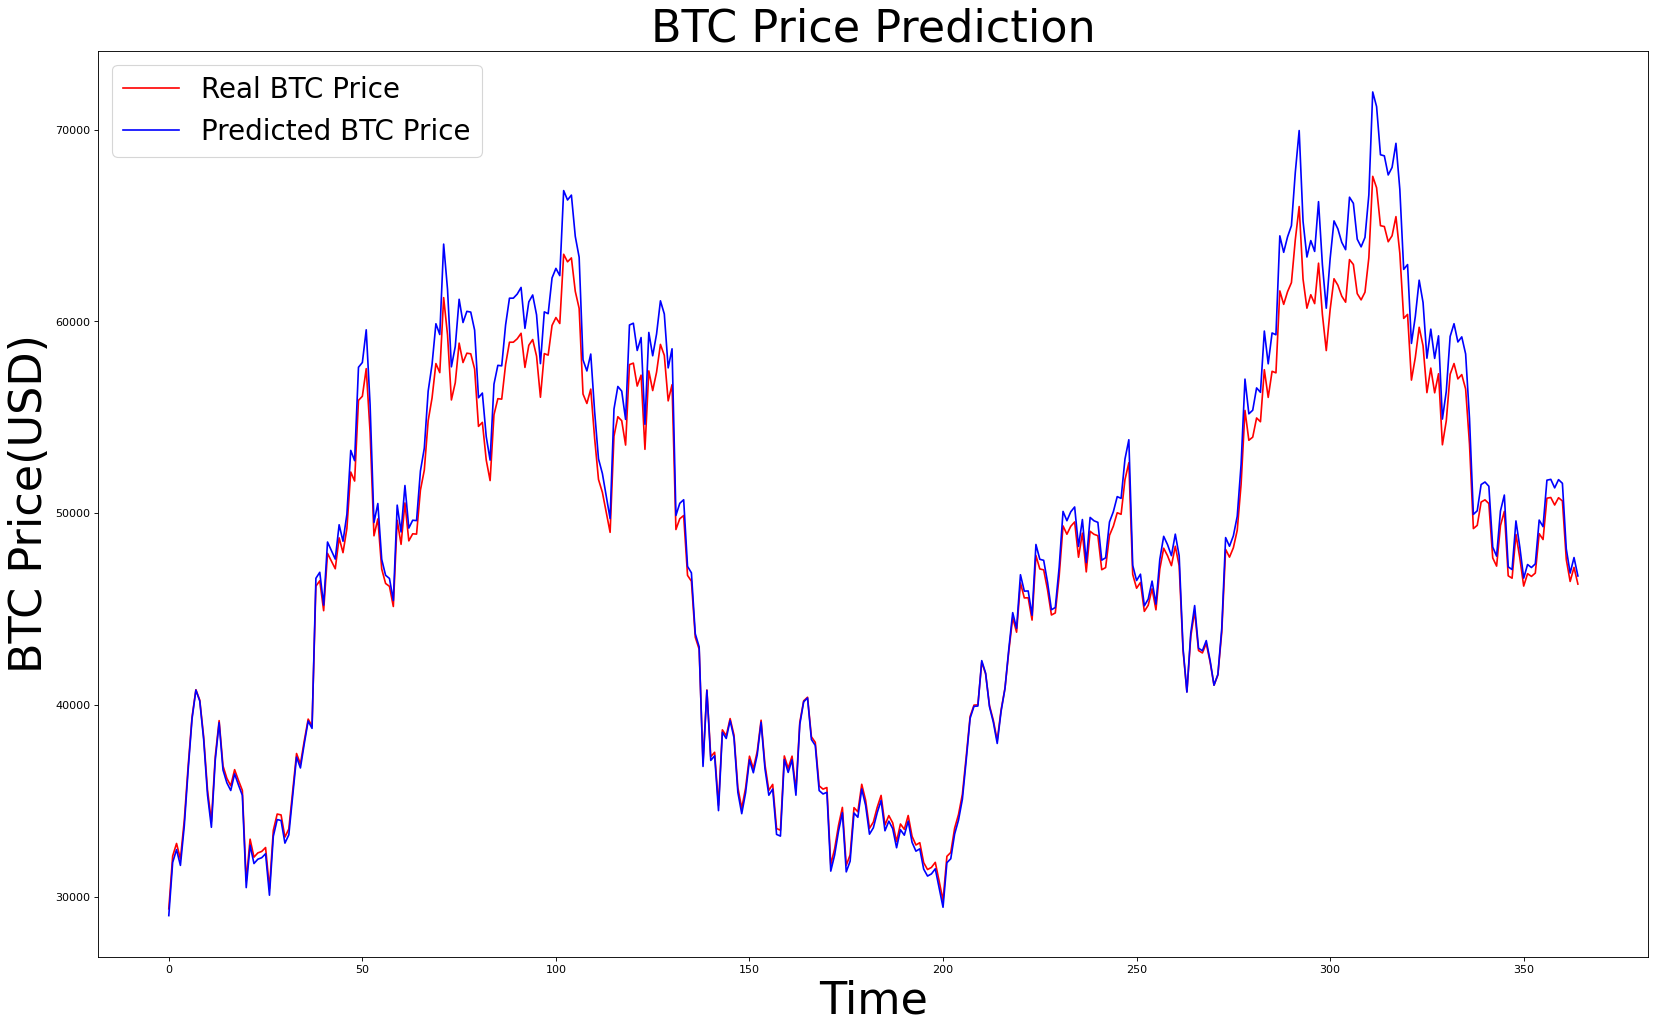 BTC Price Prediction
Real BTC Price
Predicted BTC Price
BTC Price(USD)
70000
60000
50000
40000
30000
0
50
100
150
200
250
300
350
Time